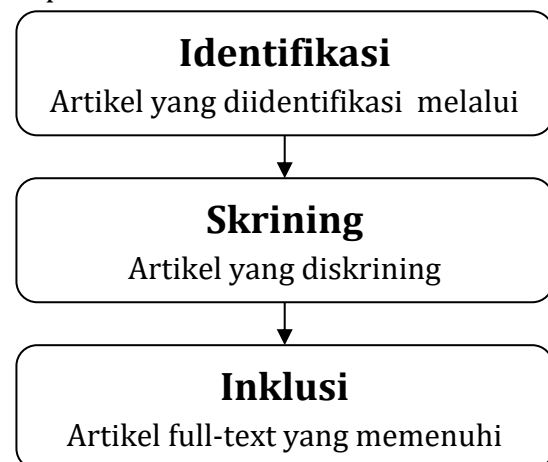 Identifikasi
Artikel yang diidentifikasi melalui
Skrining
Artikel yang diskrining
Inklusi
Artikel full-text yang memenuhi